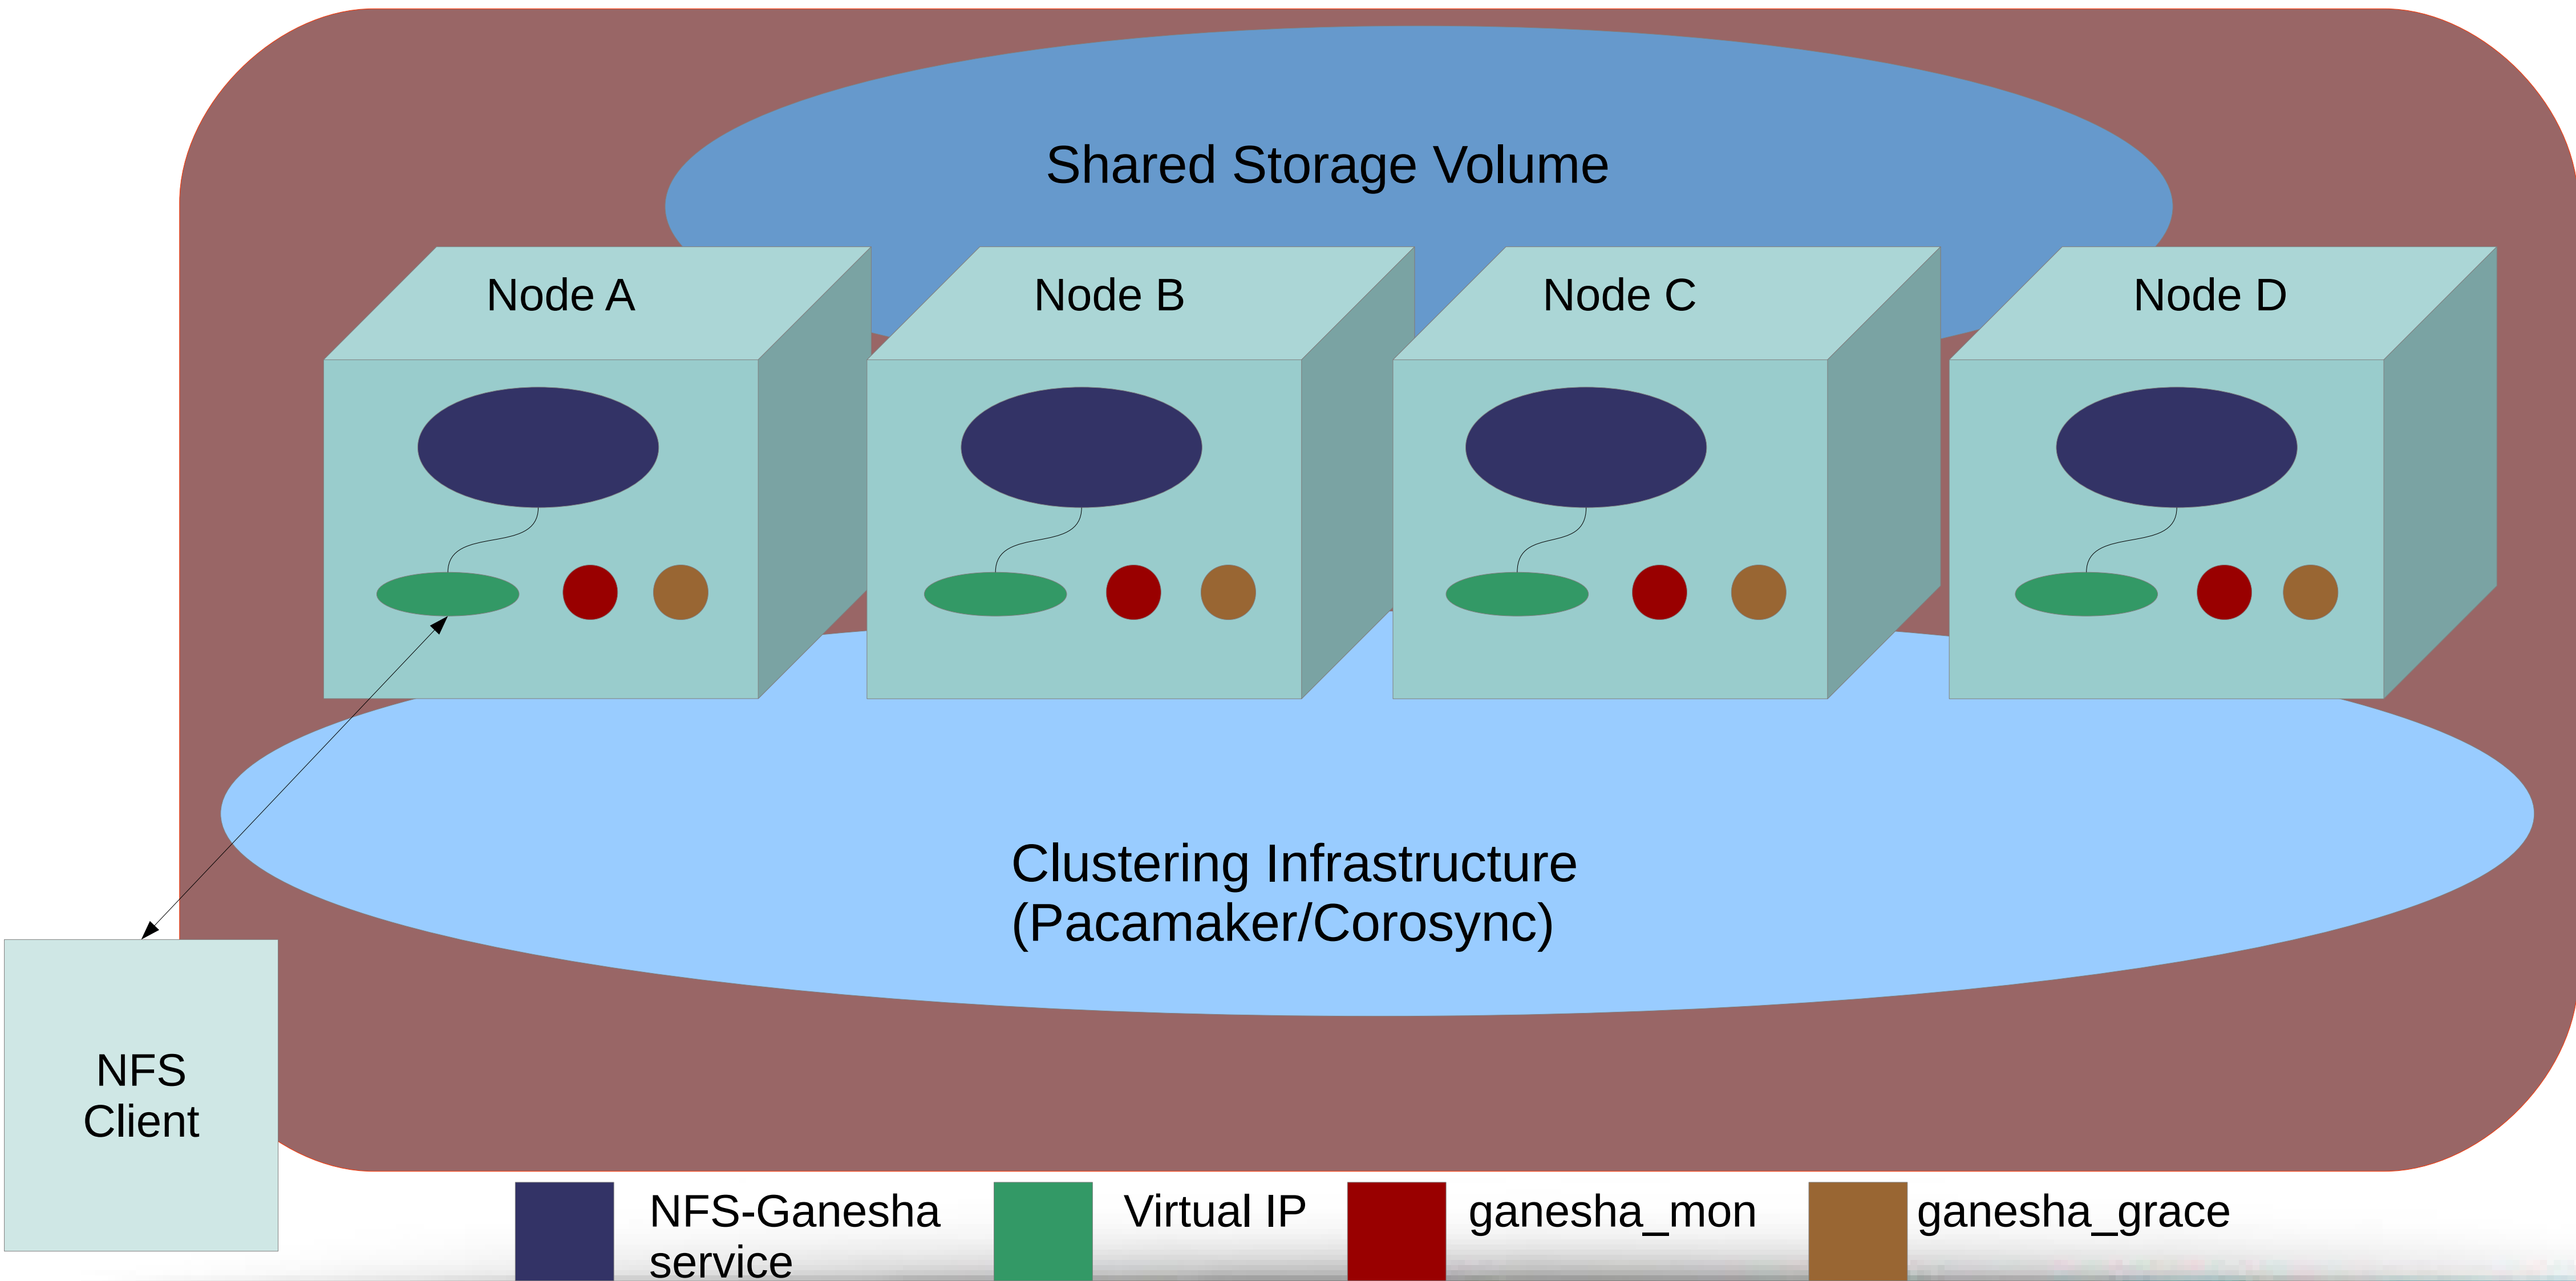 Shared Storage Volume
Node A
Node B
Node C
Node D
Clustering Infrastructure
(Pacamaker/Corosync)
NFS
Client
NFS-Ganesha
service
Virtual IP
ganesha_mon
ganesha_grace